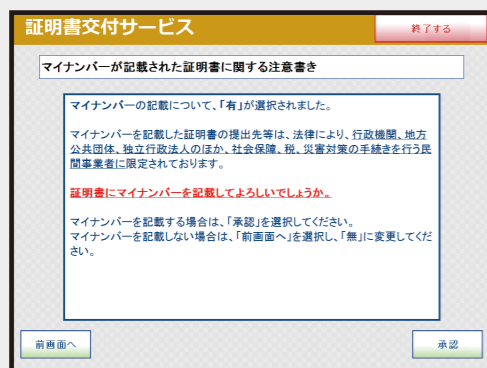 証明書交付サービス
終了する
マイナンバーが記載された証明書に関する注意書き
マイナンバーの記載について、「有」が選択されました。
マイナンバーを記載した証明書の提出先等は、法律により、行政機関、地方
公共団体、独立行政法人のほか、社会保障、税、災害対策の手続きを行う民
間事業者に限定されております。
証明書にマイナンバーを記載してよろしいでしょうか。
マイナンバーを記載する場合は、「承認」を選択してください。
マイナンバーを記載しない場合は、「前画面へ」を選択し、「無」に変更してくだ
さい。
前画面へ
承認